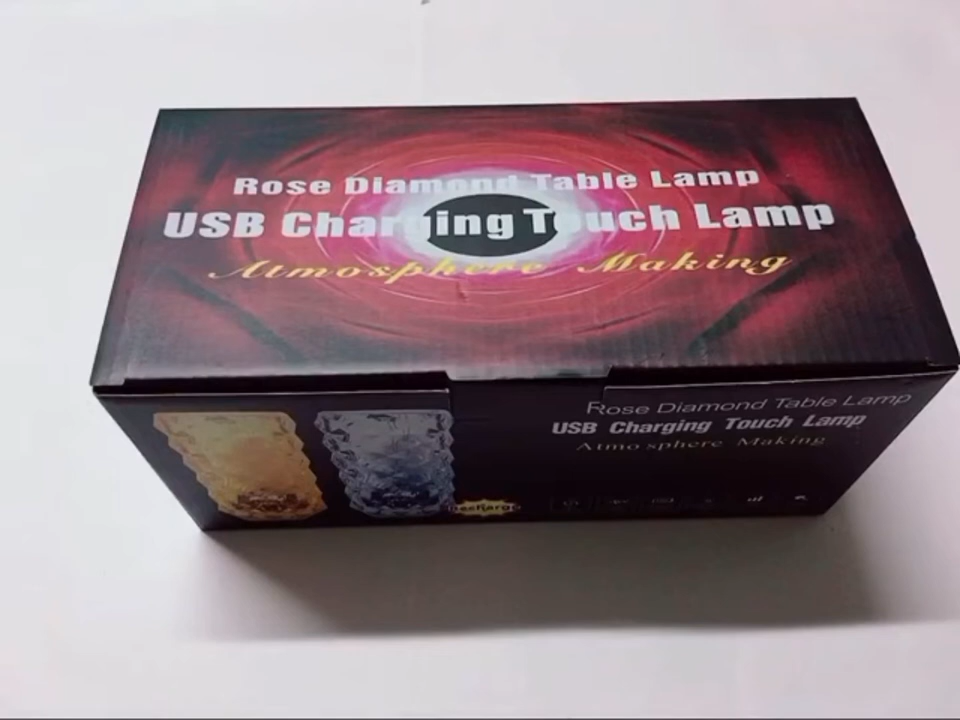 Rose Diamond Table Lamp
USB Charging Touch Lamp
Atmosphere Making
Rose Diamond Table Lamp
USB Charging Touch Lamp
Atmo sphere Making
Recharge